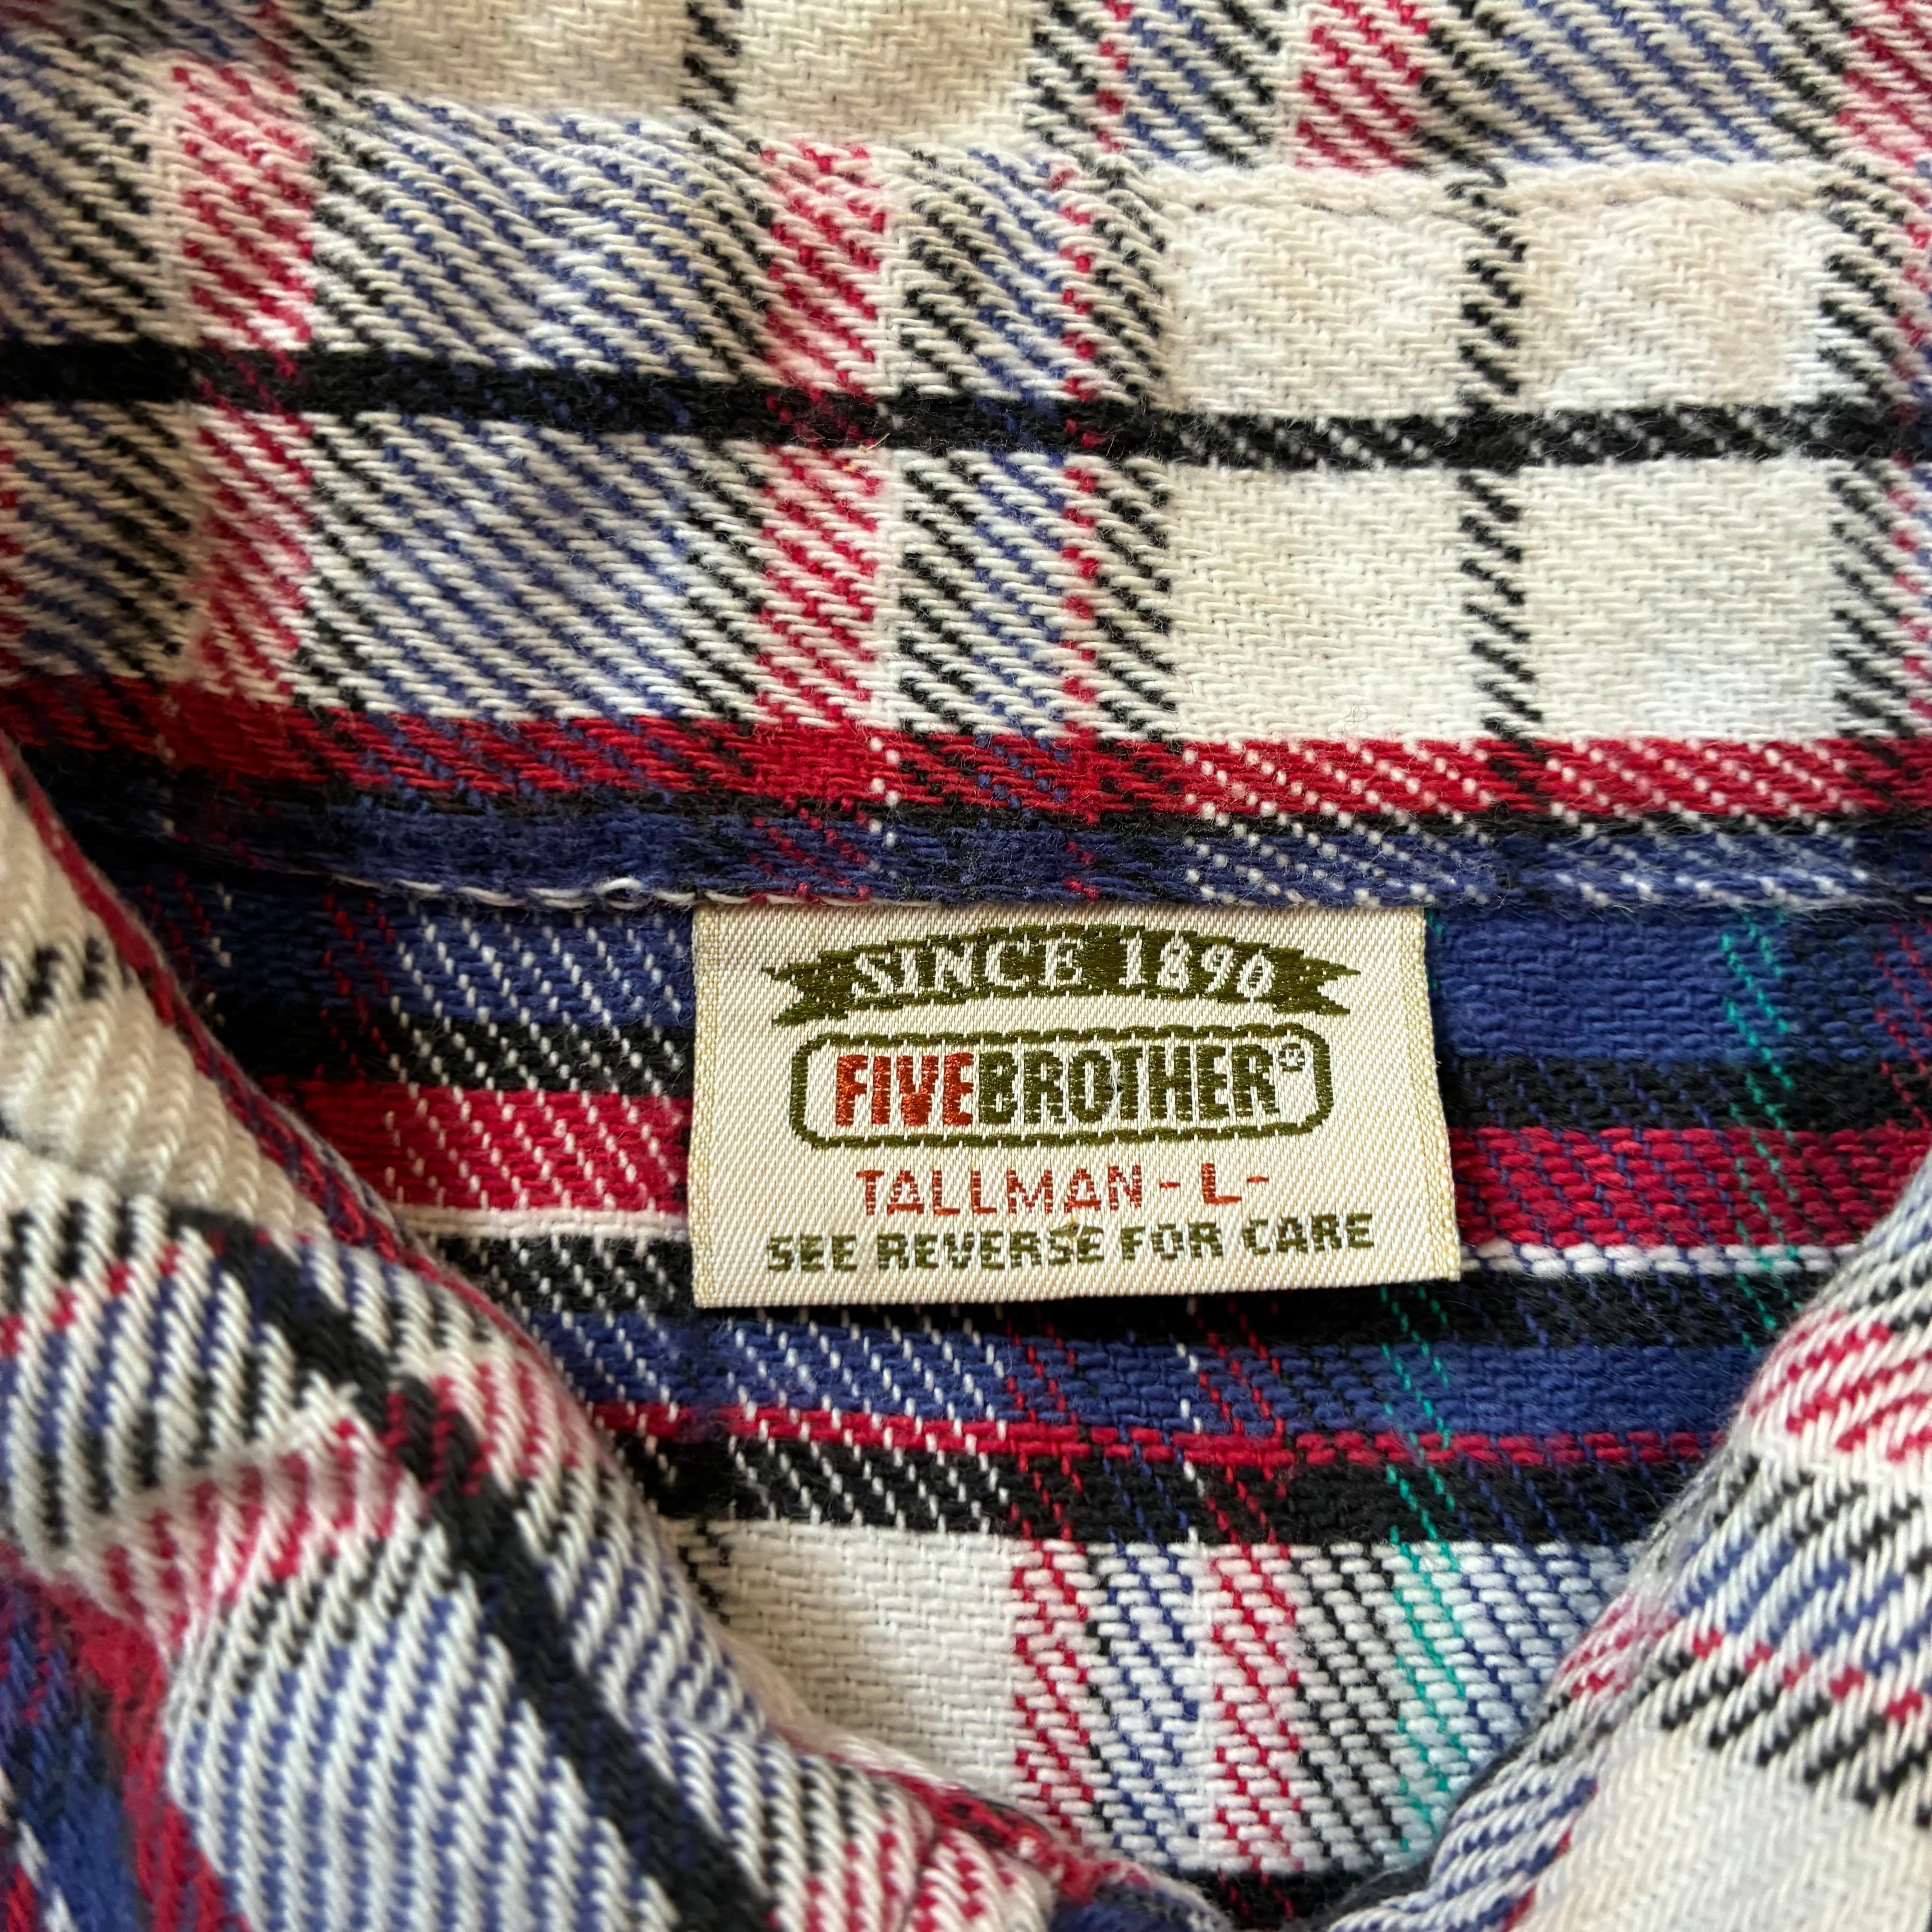 SINCE 1890
FIVEBROTHER®
TALLMAN - L -
SEE REVERSE FOR CARE